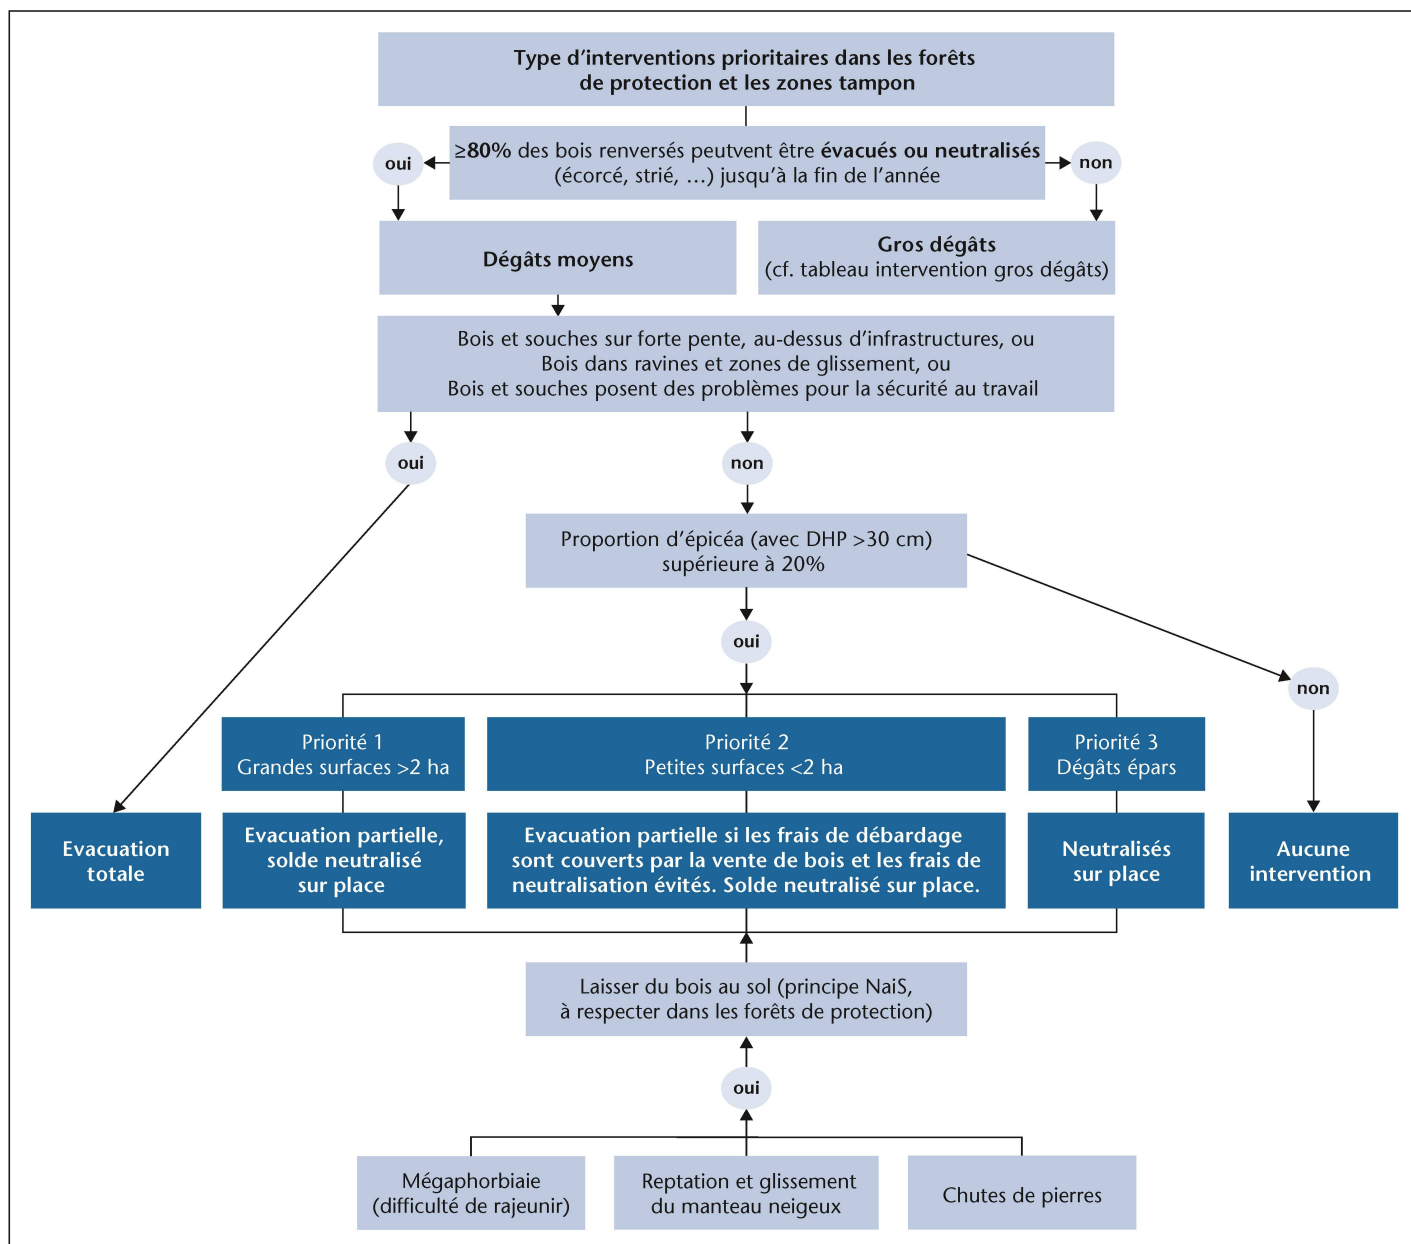 Type d’interventions prioritaires dans les forêts
de protection et les zones tampon
≥80% des bois renversés peutvent être évacués ou neutralisés
(écorcé, strié, …) jusqu’à la fin de l’année
oui
non
Dégâts moyens
Gros dégâts
(cf. tableau intervention gros dégâts)
Bois et souches sur forte pente, au-dessus d’infrastructures, ou
Bois dans ravines et zones de glissement, ou
Bois et souches posent des problèmes pour la sécurité au travail
oui
non
Proportion d’épicéa (avec DHP >30 cm)
supérieure à 20%
oui
non
Priorité 1
Grandes surfaces >2 ha
Priorité 2
Petites surfaces <2 ha
Priorité 3
Dégâts épars
Evacuation
totale
Evacuation partielle,
solde neutralisé
sur place
Evacuation partielle si les frais de débardage
sont couverts par la vente de bois et les frais de
neutralisation évités. Solde neutralisé sur place.
Neutralisés
sur place
Aucune
intervention
Laisser du bois au sol (principe NaiS,
à respecter dans les forêts de protection)
oui
Mégaphorbiaie
(difficulté de rajeunir)
Reptation et glissement
du manteau neigeux
Chutes de pierres